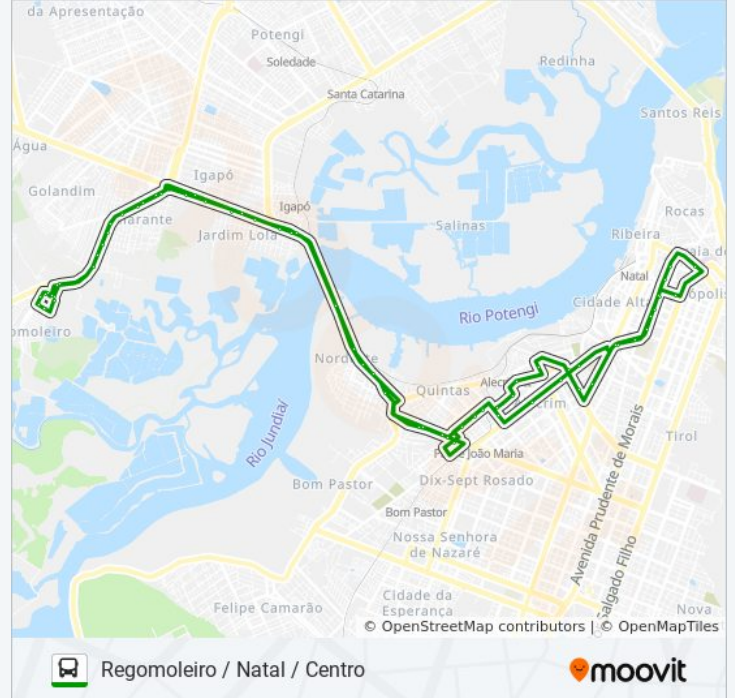 da Apresentação
Potengi
Soledade
Redinha
Santa Catarina
Santos Reis
Água
Igapó
Golandim
Igapó
Rocas
Jardim Lola
Salinas
Ribeira
Natal
Cidade Alta
Rio Potengi
omoleiro
Quintas
Rio Jundiaí
Tirol
João Maria
Dix-Sept Rosado
Bom Pastor
Bom Pastor
Nossa Senhora
de Nazaré
Avenida Prudente de Morais
Salgado Filho
Cidade da
Esperança
Felipe Camarão
Nova
© OpenStreetMap contributors | © OpenMapTiles
Regomoleiro / Natal / Centro
moovit